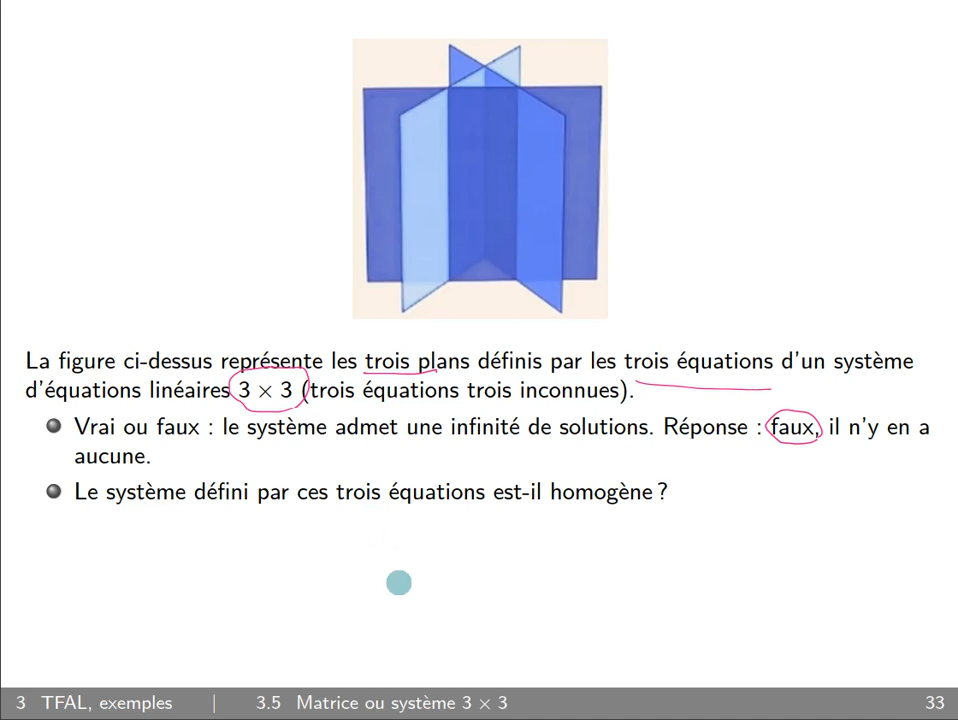 La figure ci-dessus représente les trois plans définis par les trois équations d'un système
d'équations linéaires 3 × 3 (trois équations trois inconnues).
Vrai ou faux : le système admet une infinité de solutions. Réponse : faux, il n'y en a
aucune.
Le système défini par ces trois équations est-il homogène ?
3 TFAL, exemples | 3.5 Matrice ou système 3 × 3 33